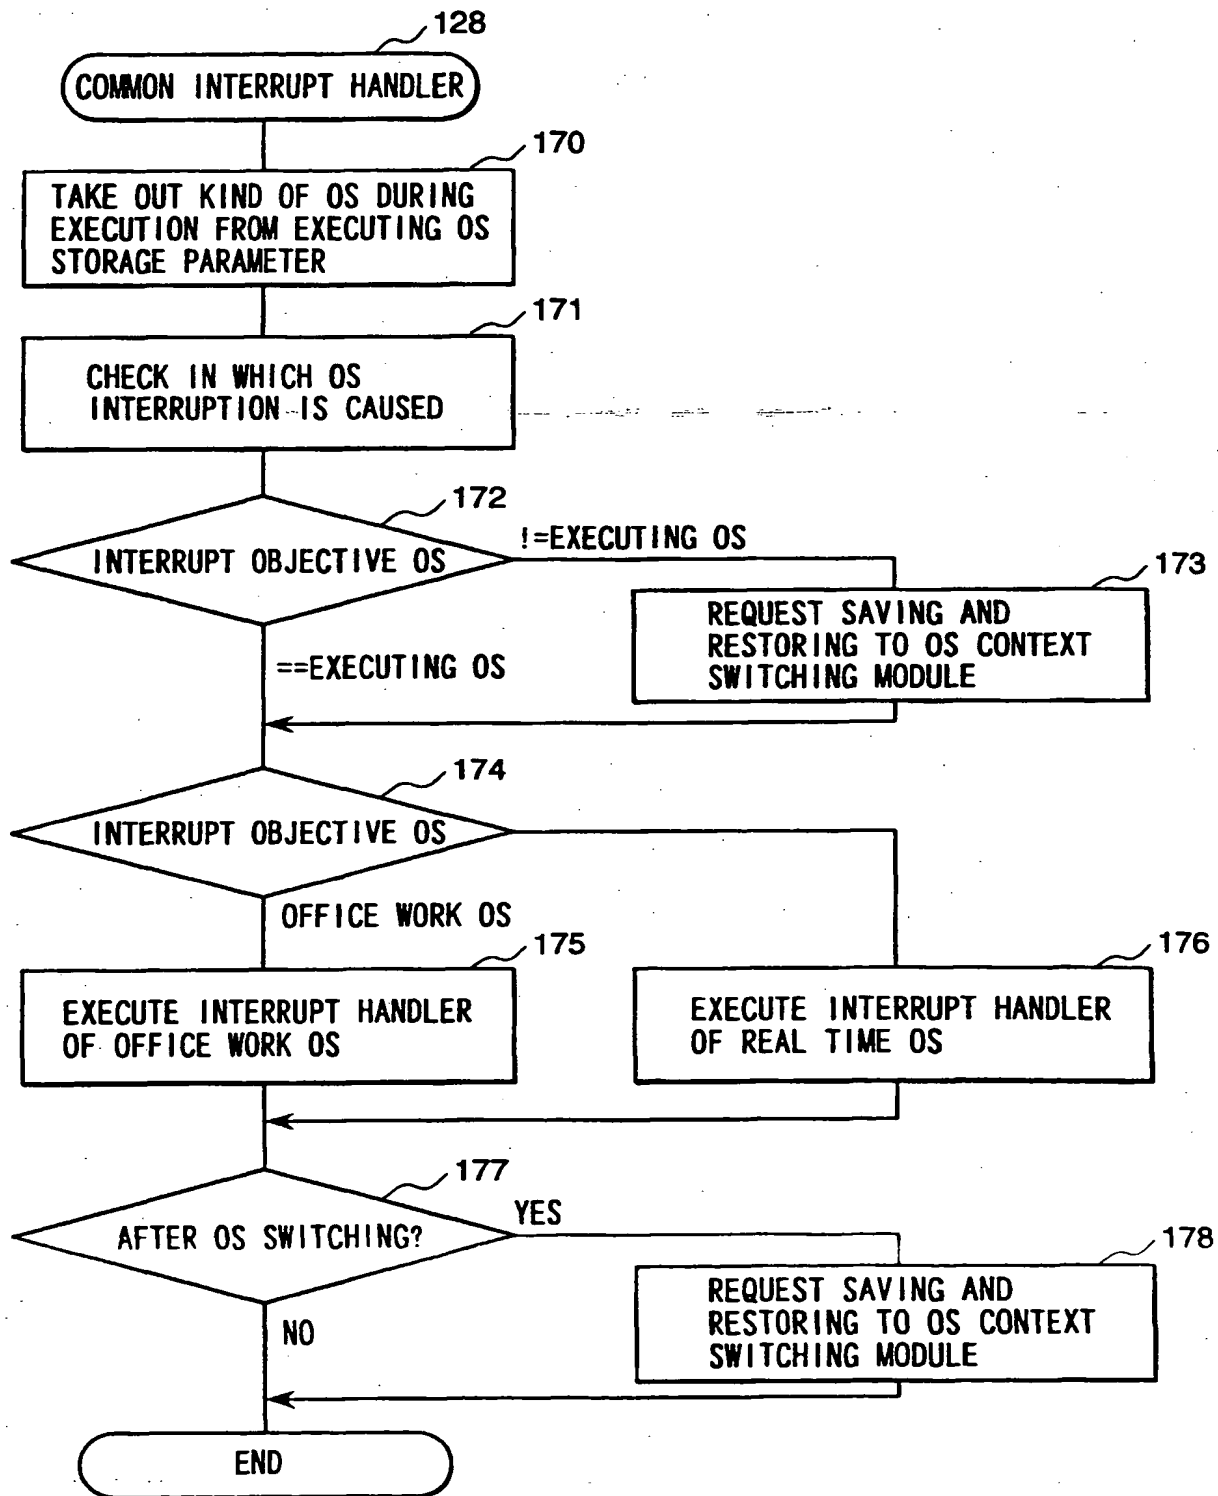 128
COMMON INTERRUPT HANDLER
170
TAKE OUT KIND OF OS DURING
EXECUTION FROM EXECUTING OS
STORAGE PARAMETER
171
CHECK IN WHICH OS
INTERRUPTION IS CAUSED
172
INTERRUPT OBJECTIVE OS
!=EXECUTING OS
173
REQUEST SAVING AND
RESTORING TO OS CONTEXT
SWITCHING MODULE
==EXECUTING OS
174
INTERRUPT OBJECTIVE OS
OFFICE WORK OS
175
EXECUTE INTERRUPT HANDLER
OF OFFICE WORK OS
176
EXECUTE INTERRUPT HANDLER
OF REAL TIME OS
177
AFTER OS SWITCHING?
YES
178
REQUEST SAVING AND
RESTORING TO OS CONTEXT
SWITCHING MODULE
NO
END